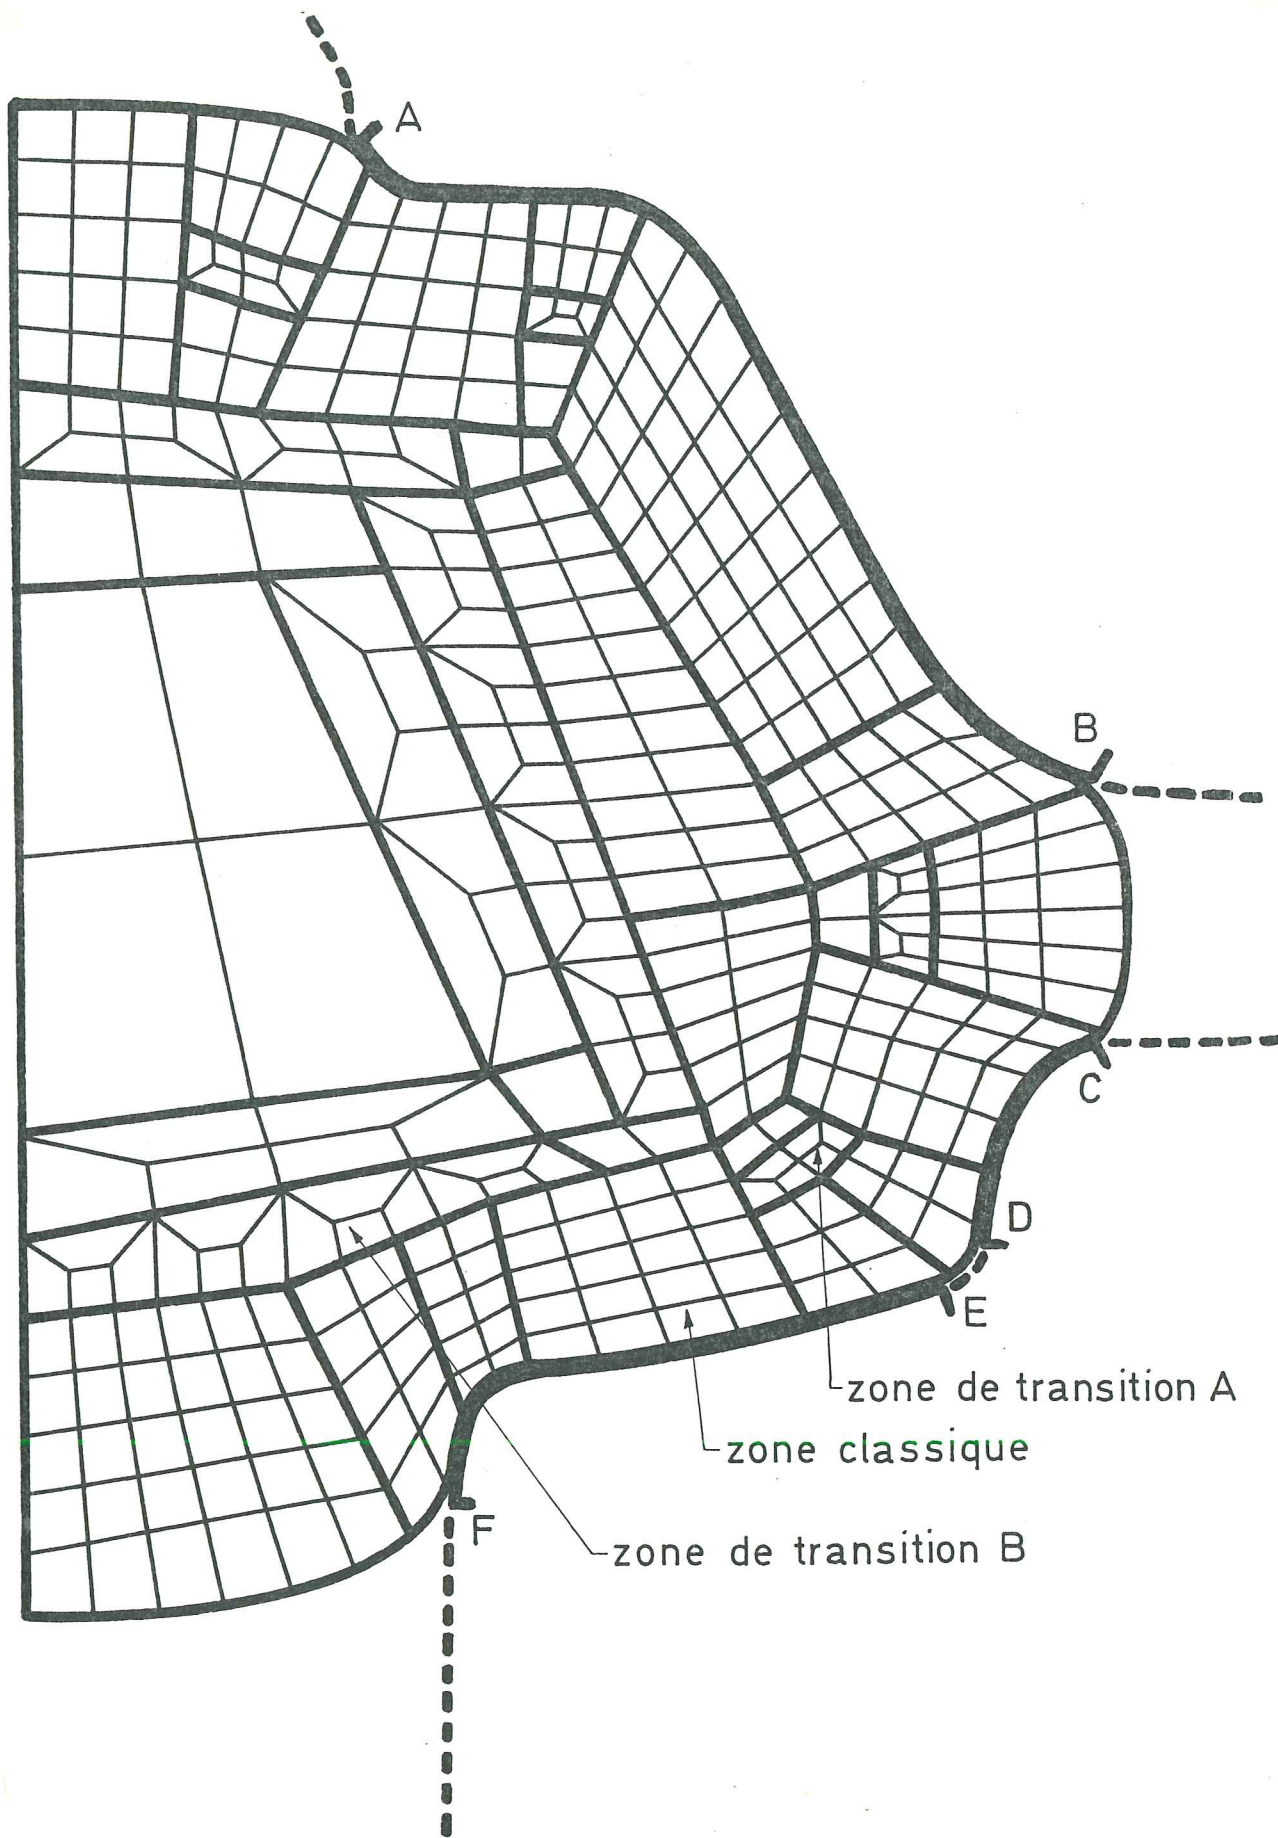 A
B
C
D
E
zone de transition A
zone classique
F
zone de transition B